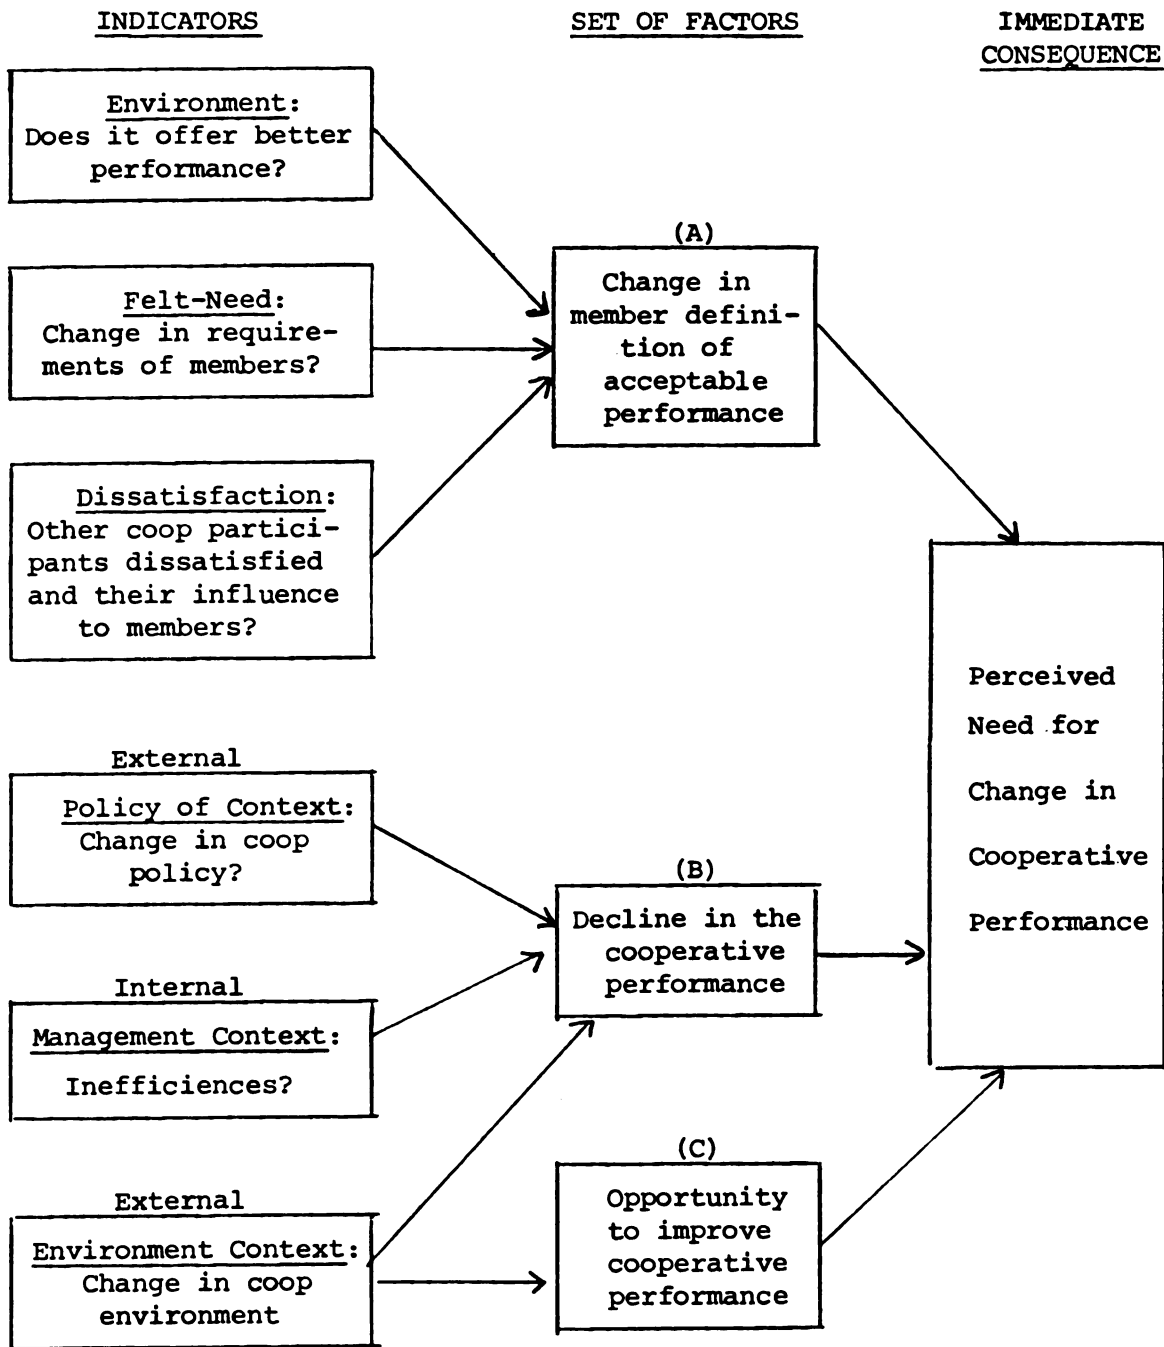 INDICATORS
SET OF FACTORS
IMMEDIATE
CONSEQUENCE
Environment:
Does it offer better
performance?
Felt-Need:
Change in require-
ments of members?
Dissatisfaction:
Other coop partici-
pants dissatisfied
and their influence
to members?
External
Policy of Context:
Change in coop
policy?
Internal
Management Context:
Inefficiences?
External
Environment Context:
Change in coop
environment
(A)
Change in
member defini-
tion of
acceptable
performance
(B)
Decline in the
cooperative
performance
(C)
Opportunity
to improve
cooperative
performance
Perceived
Need for
Change in
Cooperative
Performance